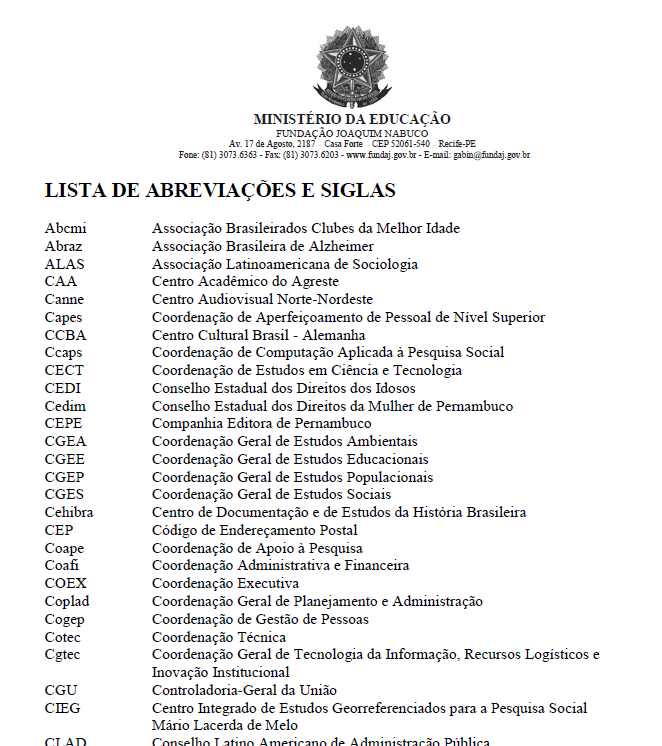 MINISTÉRIO DA EDUCAÇÃO
FUNDAÇÃO JOAQUIM NABUCO
Av. 17 de Agosto, 2187 – Casa Forte – CEP 52061-540 – Recife-PE
Fone: (81) 3073.6363 - Fax: (81) 3073.6203 - www.fundaj.gov.br - E-mail: gabin@fundaj.gov.br
LISTA DE ABREVIAÇÕES E SIGLAS
Abcmi Associação Brasileirados Clubes da Melhor Idade
Abraz Associação Brasileira de Alzheimer
ALAS Associação Latinoamericana de Sociologia
CAA Centro Acadêmico do Agreste
Canne Centro Audiovisual Norte-Nordeste
Capes Coordenação de Aperfeiçoamento de Pessoal de Nível Superior
CCBA Centro Cultural Brasil - Alemanha
Ccaps Coordenação de Computação Aplicada à Pesquisa Social
CECT Coordenação de Estudos em Ciência e Tecnologia
CEDI Conselho Estadual dos Direitos dos Idosos
Cedim Conselho Estadual dos Direitos da Mulher de Pernambuco
CEPE Companhia Editora de Pernambuco
CGEA Coordenação Geral de Estudos Ambientais
CGEE Coordenação Geral de Estudos Educacionais
CGEP Coordenação Geral de Estudos Populacionais
CGES Coordenação Geral de Estudos Sociais
Cehibra Centro de Documentação e de Estudos da História Brasileira
CEP Código de Endereçamento Postal
Coape Coordenação de Apoio à Pesquisa
Coafi Coordenação Administrativa e Financeira
COEX Coordenação Executiva
Coplad Coordenação Geral de Planejamento e Administração
Cogep Coordenação de Gestão de Pessoas
Cotec Coordenação Técnica
Cgtec Coordenação Geral de Tecnologia da Informação, Recursos Logísticos e
Inovação Institucional
CGU Controladoria-Geral da União
CIEG Centro Integrado de Estudos Georreferenciados para a Pesquisa Social
Mário Lacerda de Melo
CLAD Conselho Latino Americano de Administração Pública